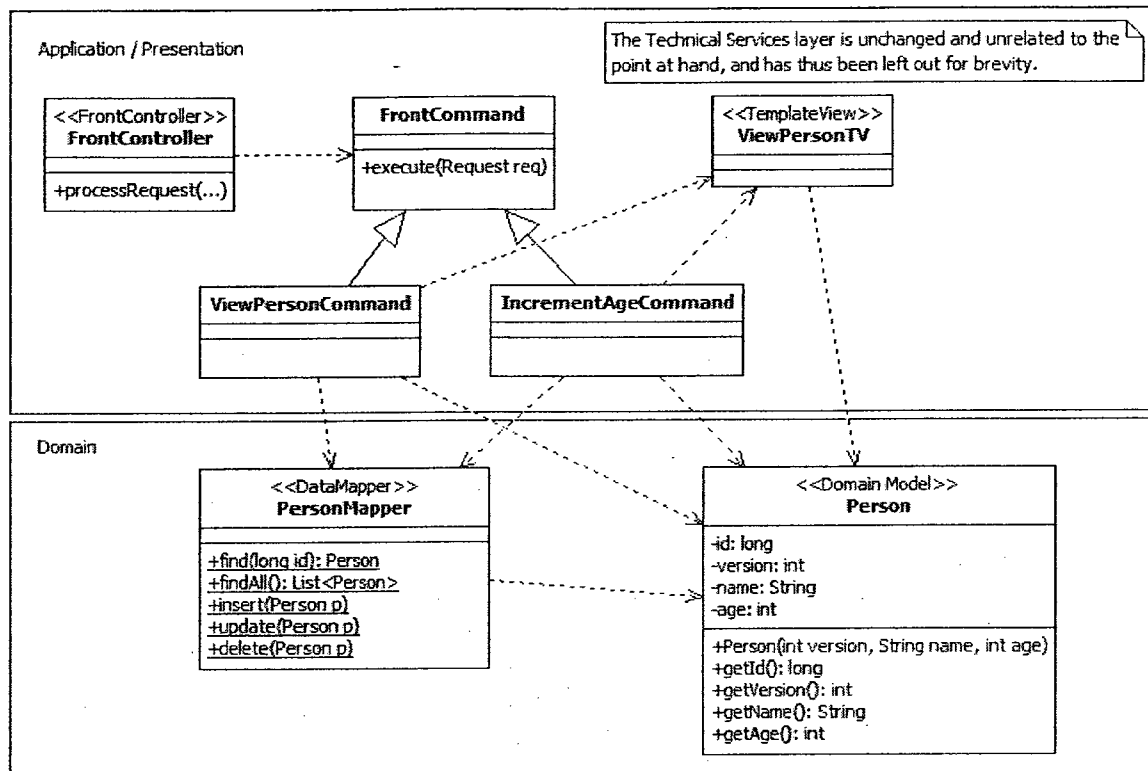 Application / Presentation
The Technical Services layer is unchanged and unrelated to the
point at hand, and has thus been left out for brevity.
<<FrontController>>
FrontController
+processRequest(...)
FrontCommand
+execute(Request req)
<<TemplateView>>
ViewPersonTV
ViewPersonCommand
IncrementAgeCommand
Domain
<<DataMapper>>
PersonMapper
+find(long id): Person
+findAll(): List<Person>
+insert(Person p)
+update(Person p)
+delete(Person p)
<<Domain Model>>
Person
-id: long
-version: int
-name: String
-age: int
+Person(int version, String name, int age)
+getId(): long
+getVersion(): int
+getName(): String
+getAge(): int